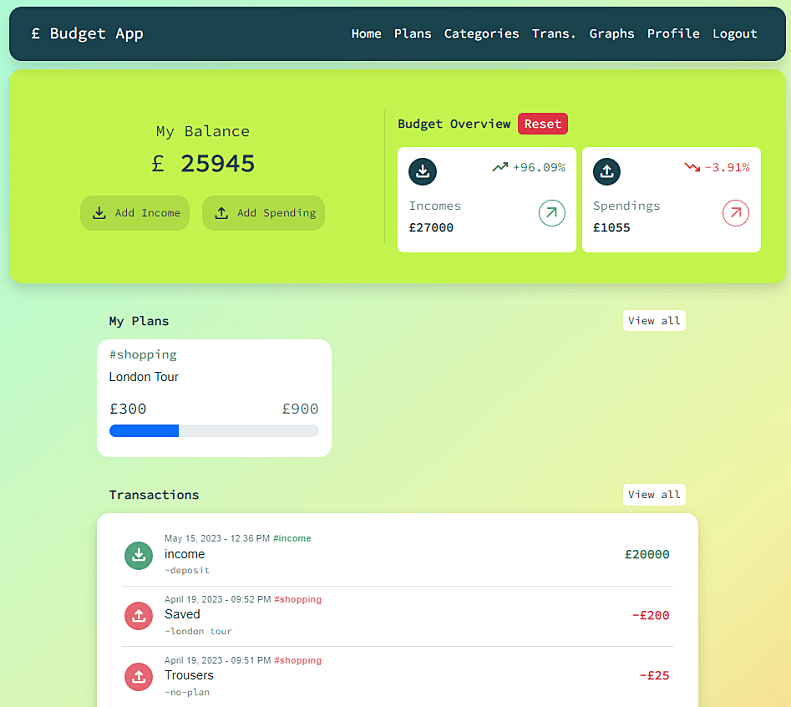 £ Budget App
Home Plans Categories Trans. Graphs Profile Logout
My Balance
£ 25945
Add Income Add Spending
Budget Overview Reset
+96.09%
Incomes
£27000
-3.91%
Spendings
£1055
My Plans View all
#shopping
London Tour
£300 £900
Transactions View all
May 15, 2023 - 12:36 PM #income
income £20000
~deposit
April 19, 2023 - 09:52 PM #shopping
Saved -£200
~london tour
April 19, 2023 - 09:51 PM #shopping
Trousers -£25
~no-plan